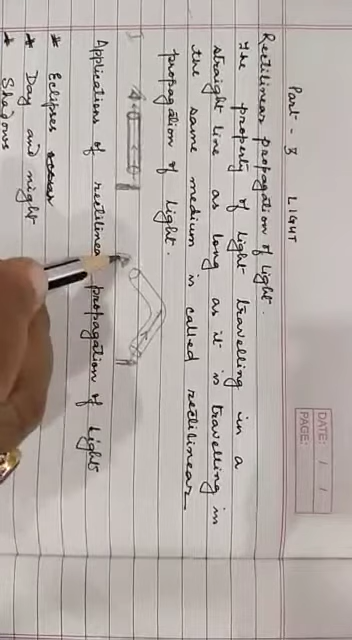 Part - 3 LIGHT
DATE: / /
PAGE:
Rectilinear propagation of light.
The property of light travelling in a
straight line as long as it is travelling in
the same medium is called rectilinear
propagation of light.
Applications of rectilinear propagation of light
* Eclipses
* Day and night
* Shadows